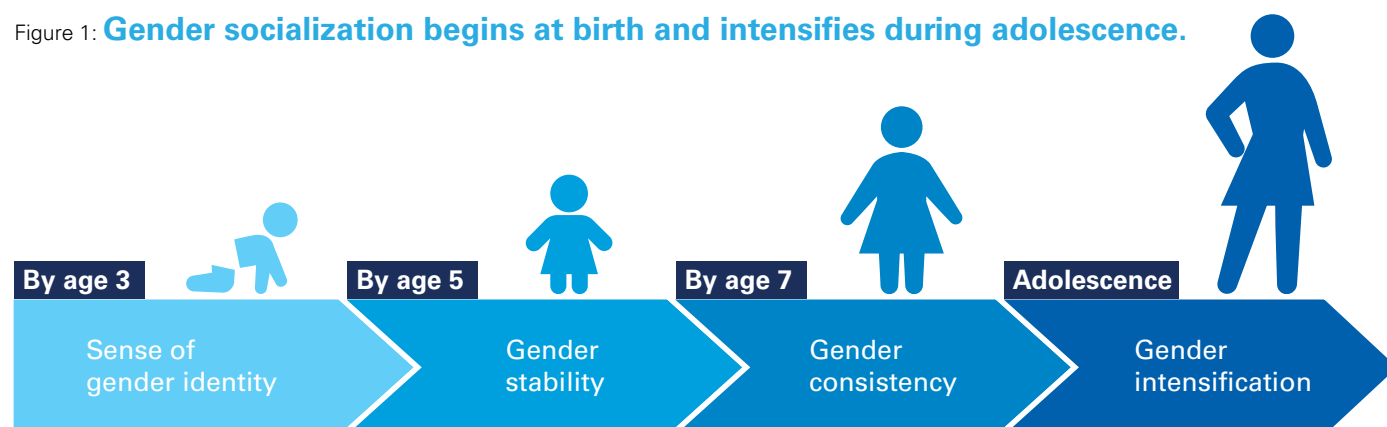 Figure 1: Gender socialization begins at birth and intensifies during adolescence.
By age 3
Sense of
gender identity
By age 5
Gender
stability
By age 7
Gender
consistency
Adolescence
Gender
intensification